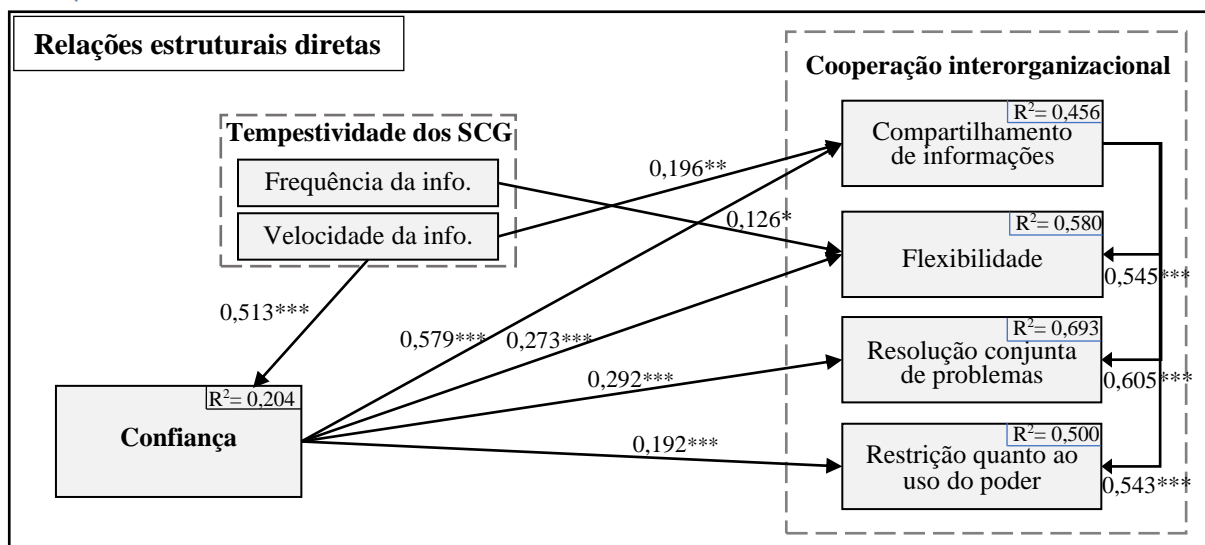 Relações estruturais diretas
Cooperação interorganizacional
Tempestividade dos SCG
Frequência da info.
Velocidade da info.
R²= 0,456
Compartilhamento
de informações
0,196**
0,126*
R²= 0,580
Flexibilidade
0,545***
0,513***
0,579***
0,273***
R²= 0,693
Resolução conjunta
de problemas
0,605***
0,292***
R²= 0,204
Confiança
0,192***
R²= 0,500
Restrição quanto ao
uso do poder
0,543***